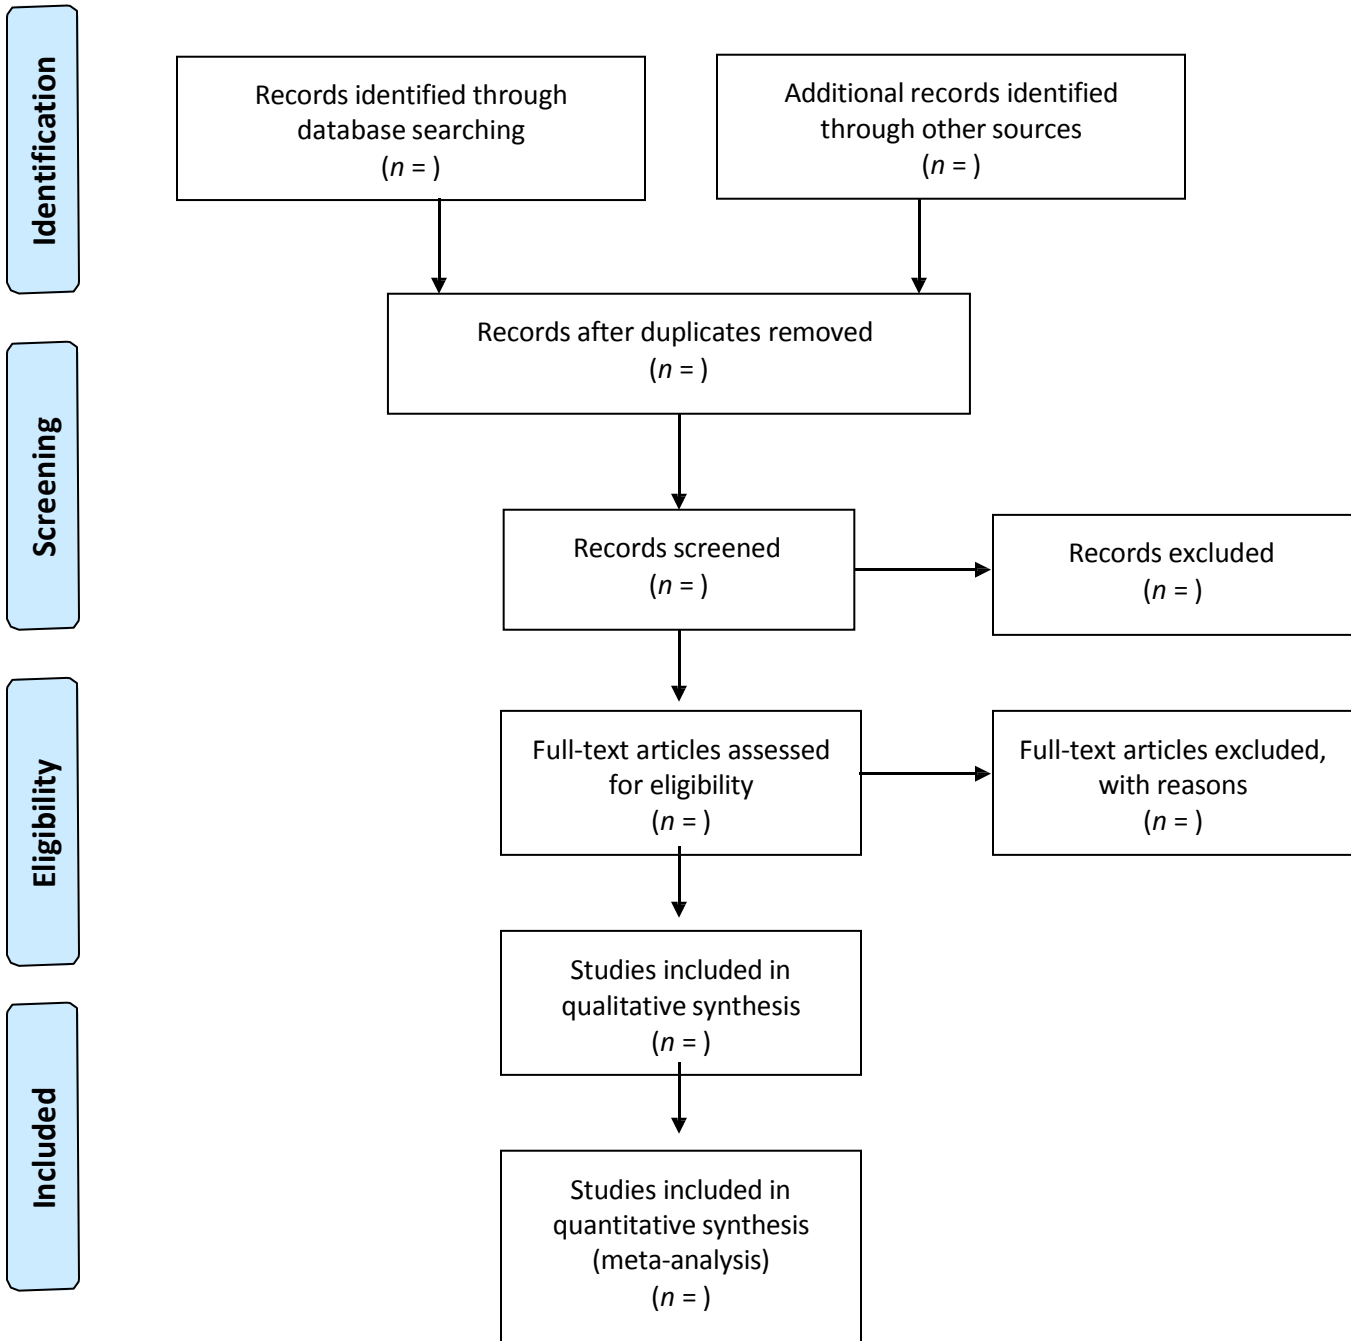 Identification
Records identified through
database searching
(n = )
Additional records identified
through other sources
(n = )
Records after duplicates removed
(n = )
Screening
Records screened
(n = )
Records excluded
(n = )
Eligibility
Full-text articles assessed
for eligibility
(n = )
Full-text articles excluded,
with reasons
(n = )
Studies included in
qualitative synthesis
(n = )
Included
Studies included in
quantitative synthesis
(meta-analysis)
(n = )